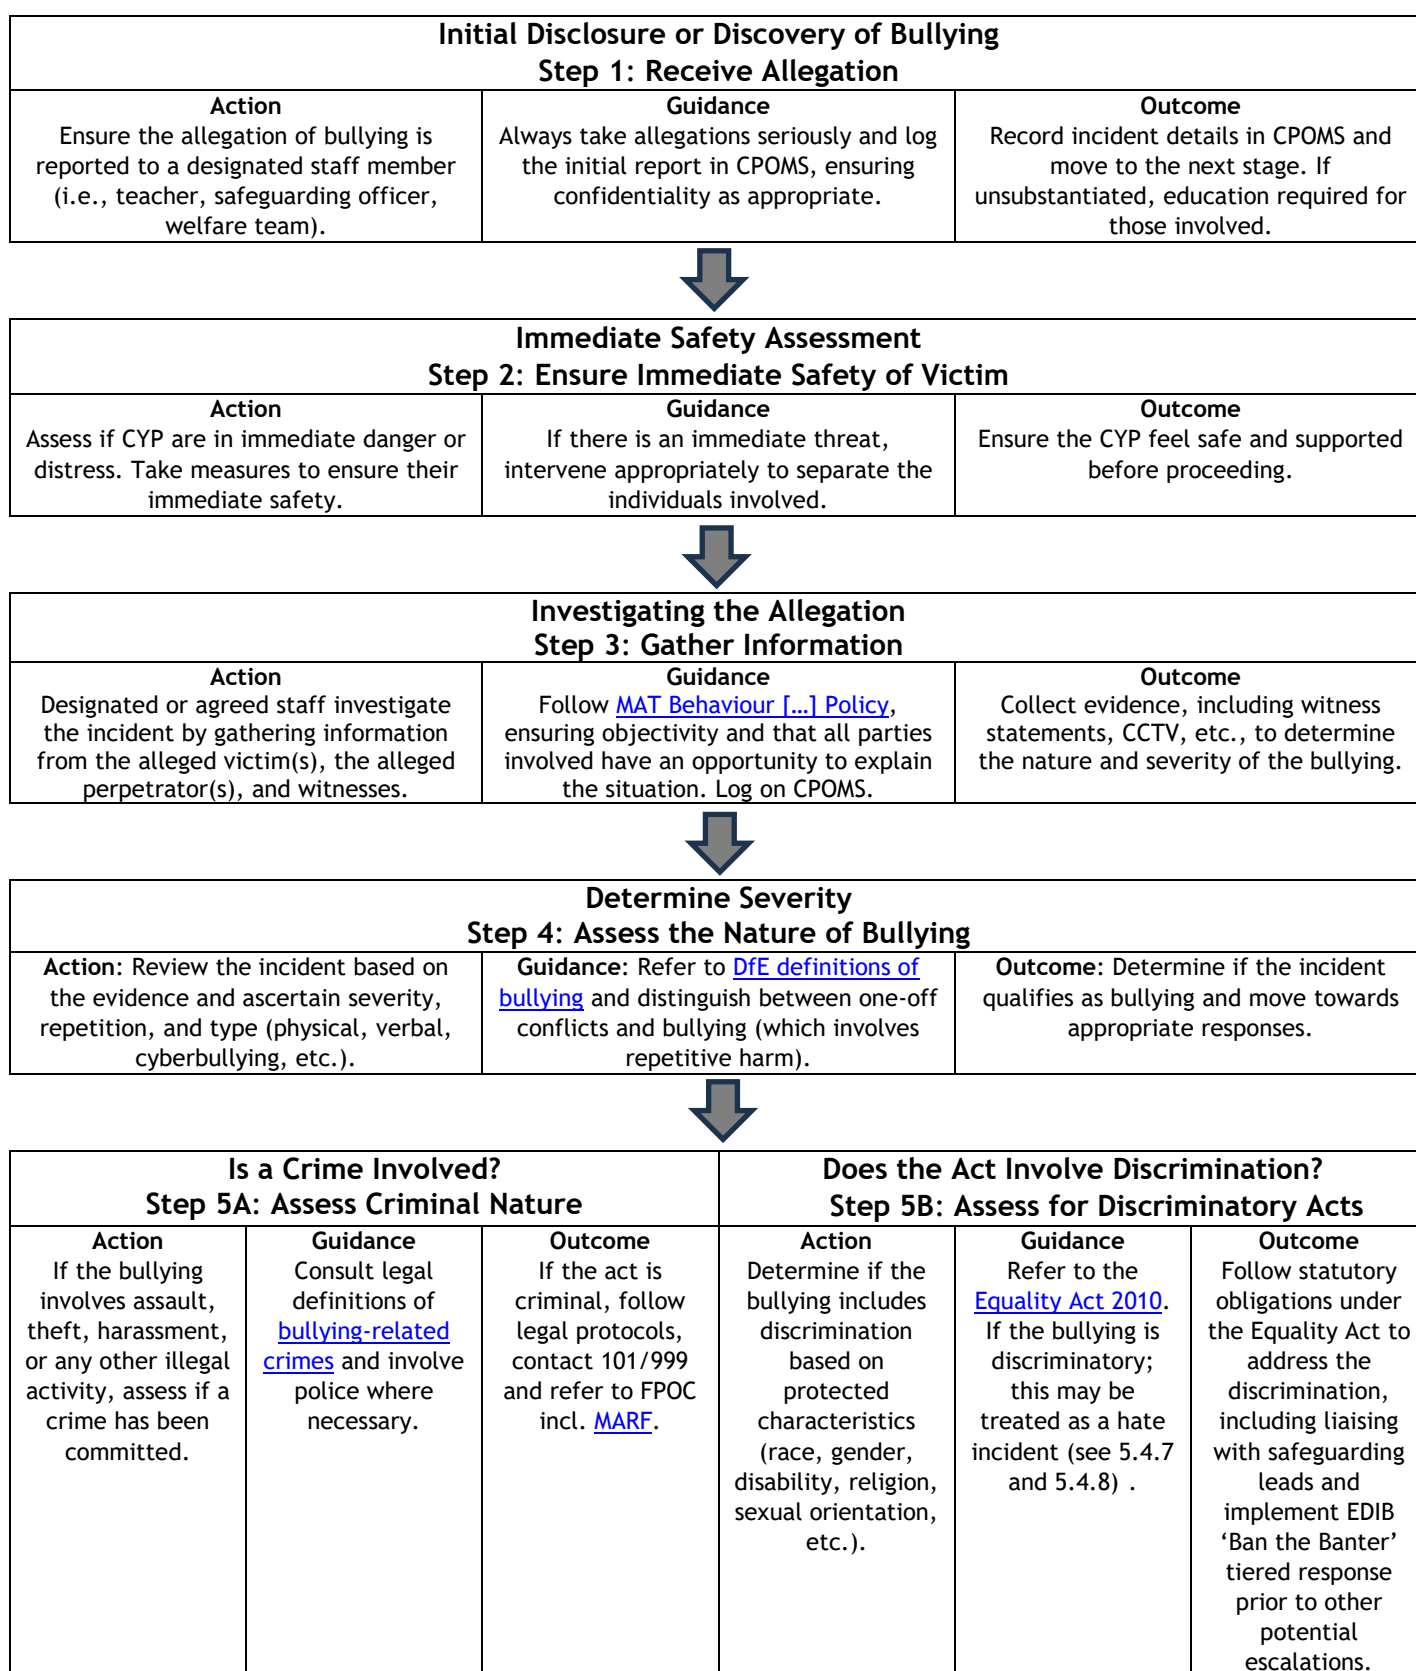 Initial Disclosure or Discovery of Bullying
Step 1: Receive Allegation
Action
Ensure the allegation of bullying is
reported to a designated staff member
(i.e., teacher, safeguarding officer,
welfare team).
Guidance
Always take allegations seriously and log
the initial report in CPOMS, ensuring
confidentiality as appropriate.
Outcome
Record incident details in CPOMS and
move to the next stage. If
unsubstantiated, education required for
those involved.
Immediate Safety Assessment
Step 2: Ensure Immediate Safety of Victim
Action
Assess if CYP are in immediate danger or
distress. Take measures to ensure their
immediate safety.
Guidance
If there is an immediate threat,
intervene appropriately to separate the
individuals involved.
Outcome
Ensure the CYP feel safe and supported
before proceeding.
Investigating the Allegation
Step 3: Gather Information
Action
Designated or agreed staff investigate
the incident by gathering information
from the alleged victim(s), the alleged
perpetrator(s), and witnesses.
Guidance
Follow MAT Behaviour […] Policy,
ensuring objectivity and that all parties
involved have an opportunity to explain
the situation. Log on CPOMS.
Outcome
Collect evidence, including witness
statements, CCTV, etc., to determine
the nature and severity of the bullying.
Determine Severity
Step 4: Assess the Nature of Bullying
Action: Review the incident based on
the evidence and ascertain severity,
repetition, and type (physical, verbal,
cyberbullying, etc.).
Guidance: Refer to DfE definitions of
bullying and distinguish between one-off
conflicts and bullying (which involves
repetitive harm).
Outcome: Determine if the incident
qualifies as bullying and move towards
appropriate responses.
Is a Crime Involved?
Step 5A: Assess Criminal Nature
Action
If the bullying
involves assault,
theft, harassment,
or any other illegal
activity, assess if a
crime has been
committed.
Guidance
Consult legal
definitions of
bullying-related
crimes and involve
police where
necessary.
Outcome
If the act is
criminal, follow
legal protocols,
contact 101/999
and refer to FPOC
incl. MARF.
Does the Act Involve Discrimination?
Step 5B: Assess for Discriminatory Acts
Action
Determine if the
bullying includes
discrimination
based on
protected
characteristics
(race, gender,
disability, religion,
sexual orientation,
etc.).
Guidance
Refer to the
Equality Act 2010.
If the bullying is
discriminatory;
this may be
treated as a hate
incident (see 5.4.7
and 5.4.8) .
Outcome
Follow statutory
obligations under
the Equality Act to
address the
discrimination,
including liaising
with safeguarding
leads and
implement EDIB
‘Ban the Banter’
tiered response
prior to other
potential
escalations.